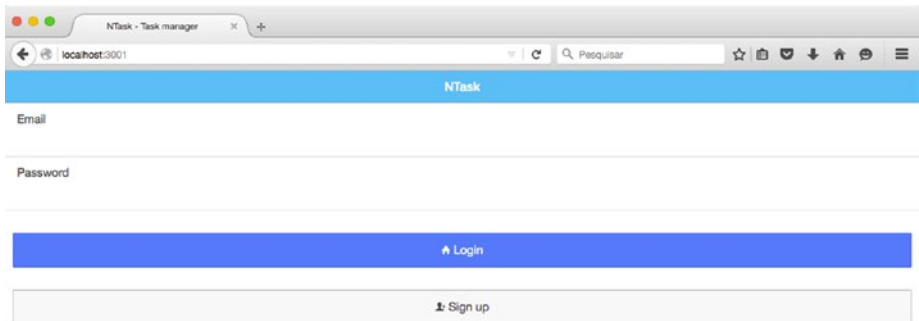 NTask - Task manager
localhost:3001
Pesquisar
NTask
Email
Password
Login
Sign up